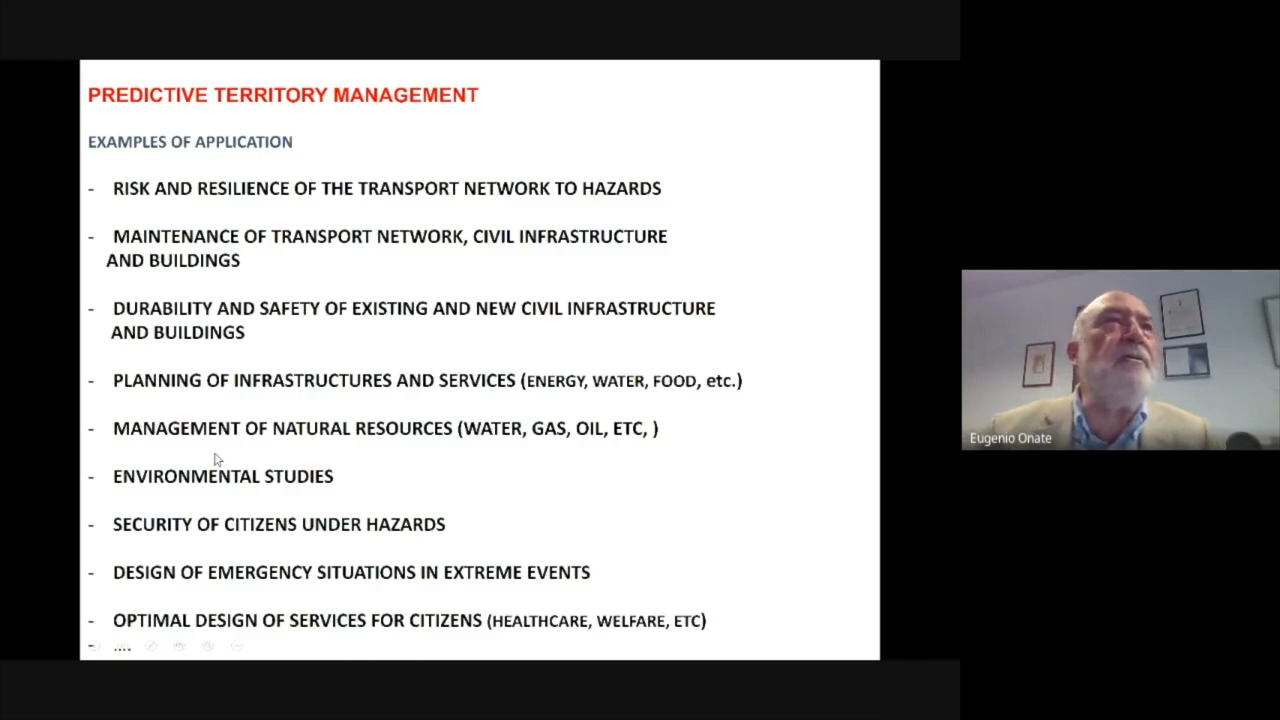 PREDICTIVE TERRITORY MANAGEMENT
EXAMPLES OF APPLICATION
- RISK AND RESILIENCE OF THE TRANSPORT NETWORK TO HAZARDS
- MAINTENANCE OF TRANSPORT NETWORK, CIVIL INFRASTRUCTURE
AND BUILDINGS
- DURABILITY AND SAFETY OF EXISTING AND NEW CIVIL INFRASTRUCTURE
AND BUILDINGS
- PLANNING OF INFRASTRUCTURES AND SERVICES (ENERGY, WATER, FOOD, etc.)
- MANAGEMENT OF NATURAL RESOURCES (WATER, GAS, OIL, ETC, )
- ENVIRONMENTAL STUDIES
- SECURITY OF CITIZENS UNDER HAZARDS
- DESIGN OF EMERGENCY SITUATIONS IN EXTREME EVENTS
- OPTIMAL DESIGN OF SERVICES FOR CITIZENS (HEALTHCARE, WELFARE, ETC)
- ....
Eugenio Onate